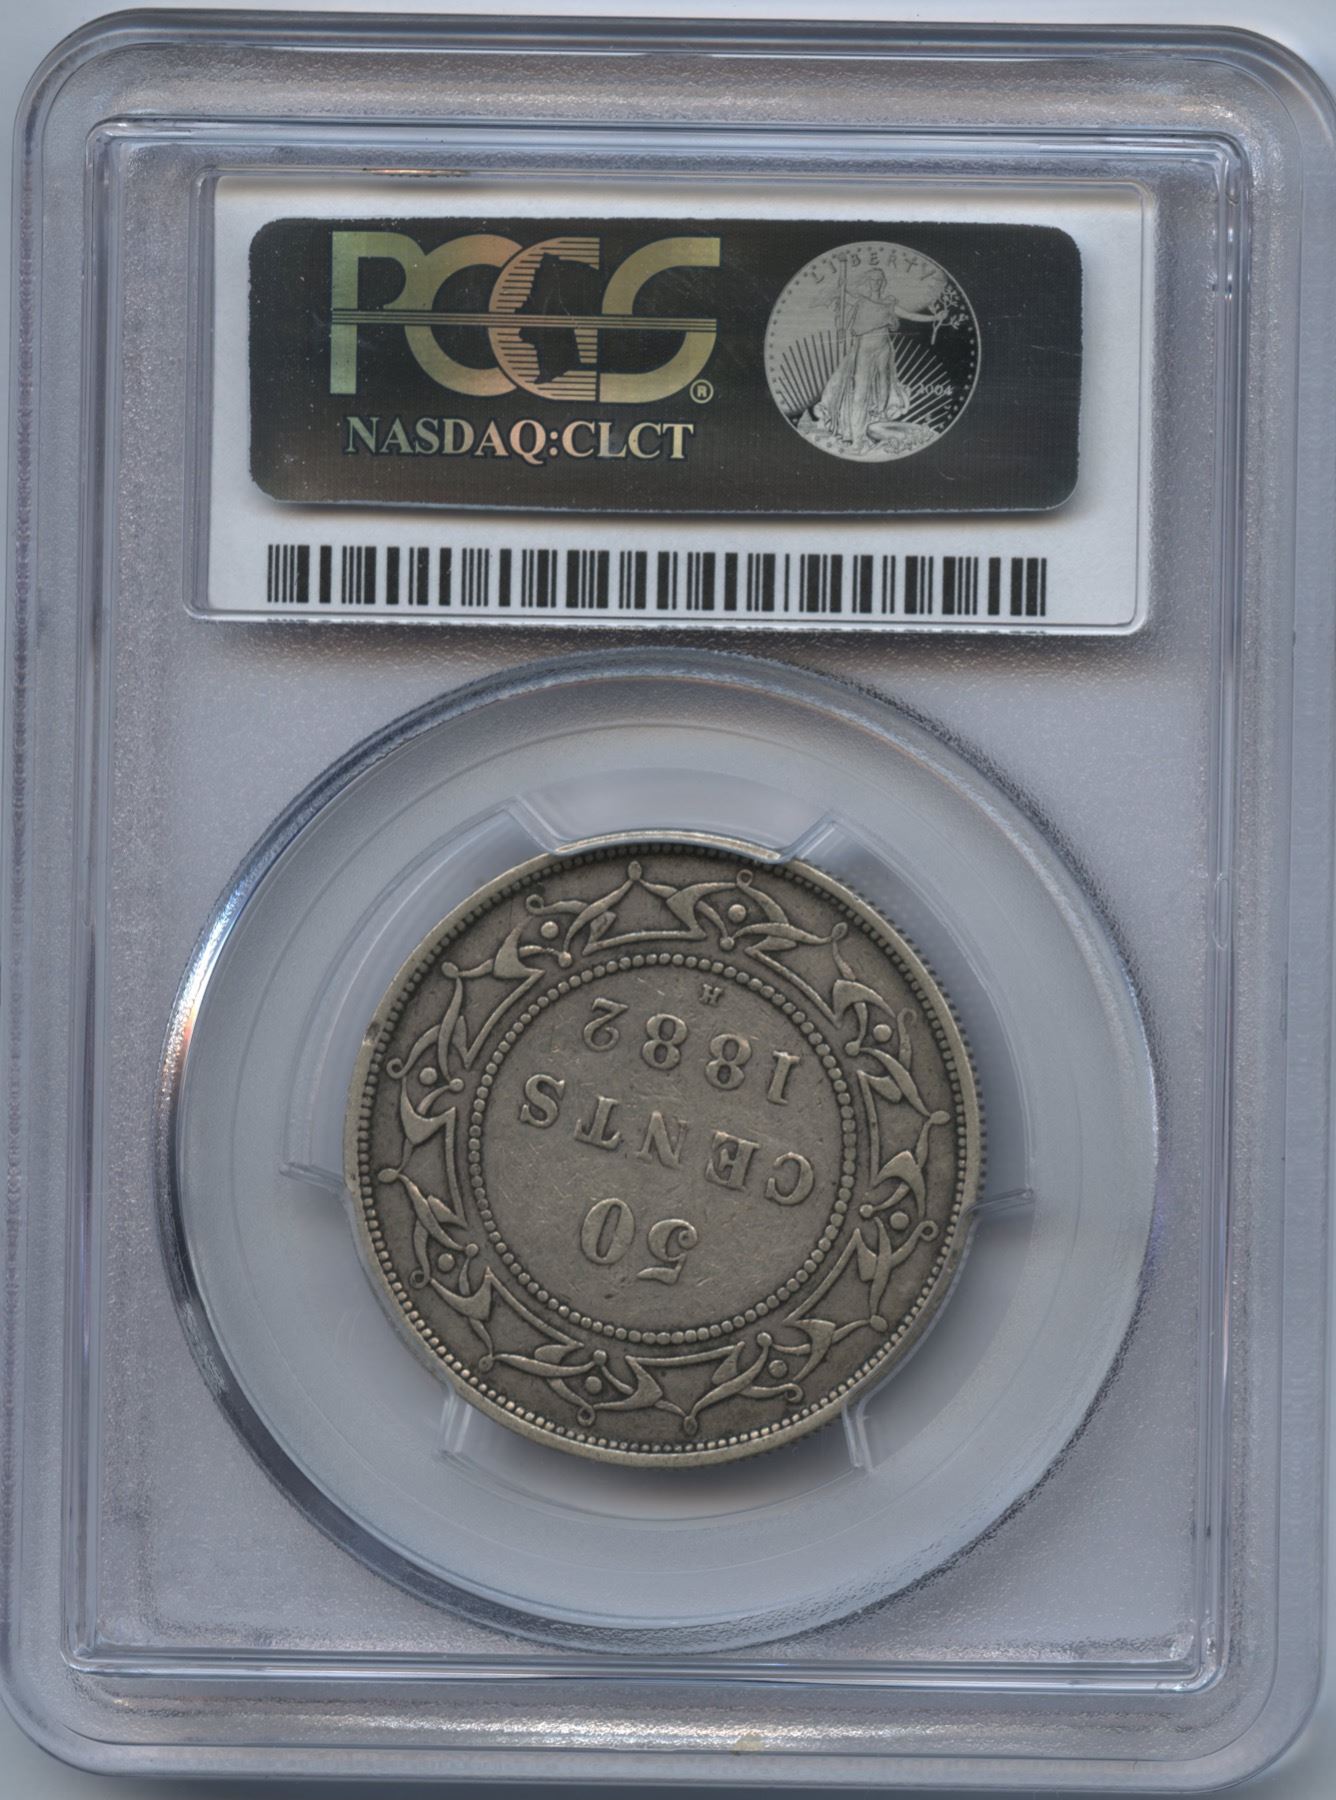 PCGS®
NASDAQ:CLCT
LIBERTY
2004
50
CENTS
1882
H